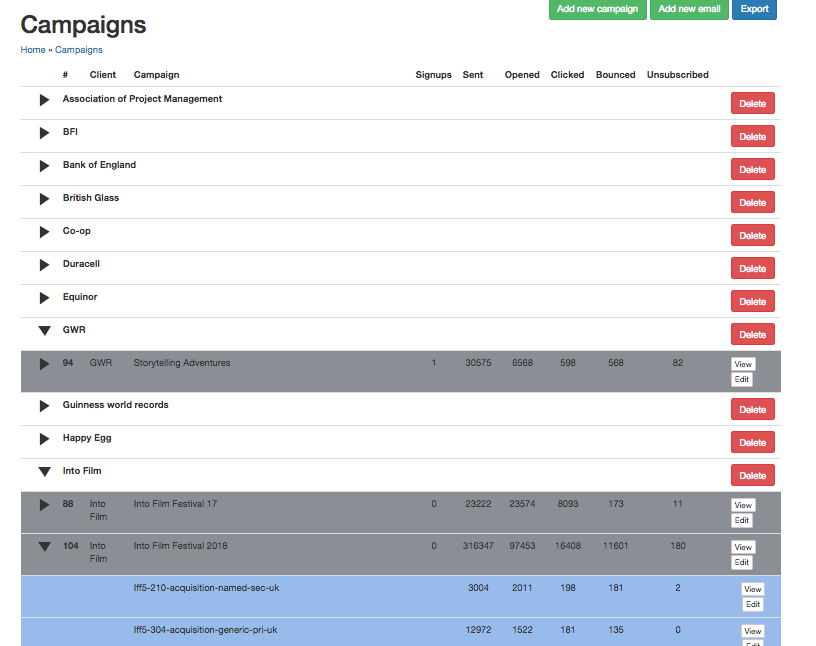 Campaigns
Add new campaign Add new email Export
Home » Campaigns
# Client Campaign Signups Sent Opened Clicked Bounced Unsubscribed
Association of Project Management Delete
BFI Delete
Bank of England Delete
British Glass Delete
Co-op Delete
Duracell Delete
Equinor Delete
GWR Delete
94 GWR Storytelling Adventures 1 30575 6568 598 568 82 View
Edit
Guinness world records Delete
Happy Egg Delete
Into Film Delete
88 Into Into Film Festival 17 0 23222 23574 8093 173 11 View
Film Edit
104 Into Into Film Festival 2018 0 316347 97453 16408 11601 180 View
Film Edit
Iff5-210-acquisition-named-sec-uk 3004 2011 198 181 2 View
Edit
Iff5-304-acquisition-generic-pri-uk 12972 1522 181 135 0 View
Edit